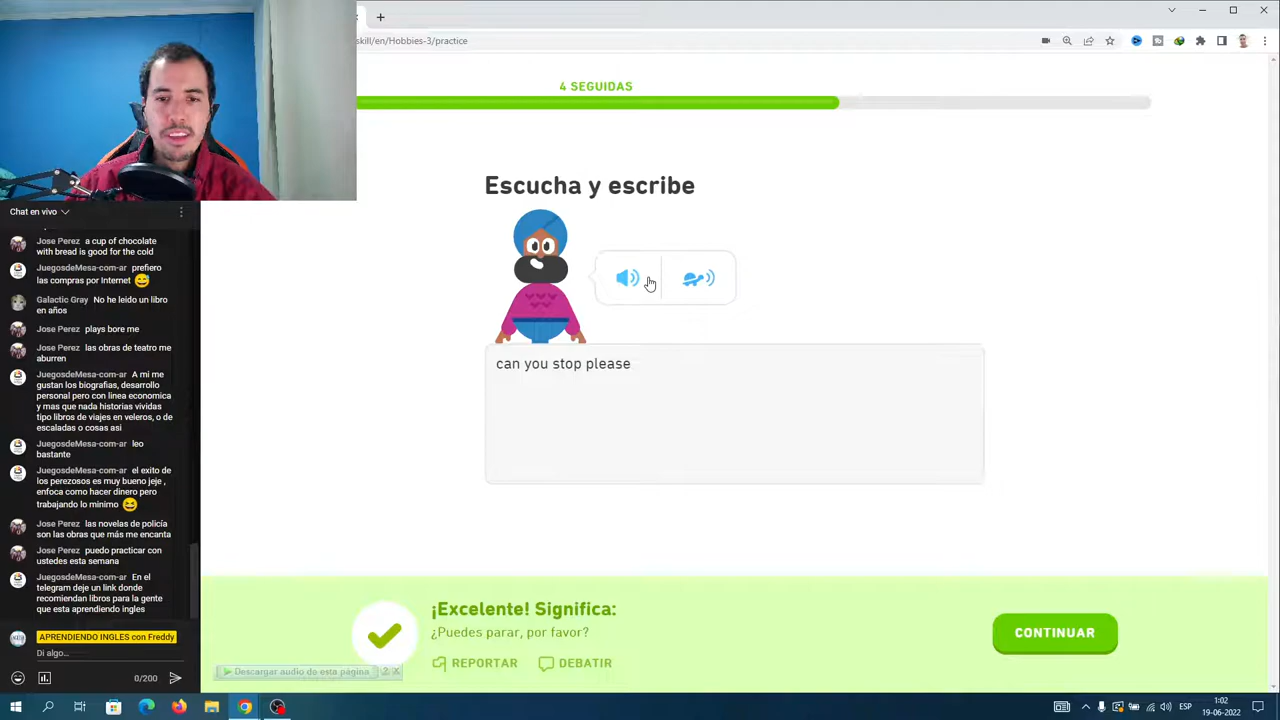 skill/en/Hobbies-3/practice
4 SEGUIDAS
Escucha y escribe
can you stop please
¡Excelente! Significa:
¿Puedes parar, por favor?
REPORTAR
DEBATIR
CONTINUAR
Descargar audio de esta página
? X
Chat en vivo
Jose Perez a cup of chocolate
with bread is good for the cold
JuegosdeMesa-com-ar prefiero
las compras por Internet
Galactic Gray No he leido un libro
en años
Jose Perez plays bore me
Jose Perez las obras de teatro me
aburren
JuegosdeMesa-com-ar A mi me
gustan los biografias, desarrollo
personal pero con linea economica
y mas que nada historias vividas
tipo libros de viajes en veleros, o de
escaladas o cosas asi
JuegosdeMesa-com-ar leo
bastante
JuegosdeMesa-com-ar el exito de
los perezosos es muy bueno jeje ,
enfoca como hacer dinero pero
trabajando lo minimo
Jose Perez las novelas de policía
son las obras que más me encanta
Jose Perez puedo practicar con
ustedes esta semana
JuegosdeMesa-com-ar En el
telegram deje un link donde
recomiendan libros para la gente
que esta aprendiendo ingles
APRENDIENDO INGLES con Freddy
Di algo...
0/200
ESP
1:02
19-06-2022